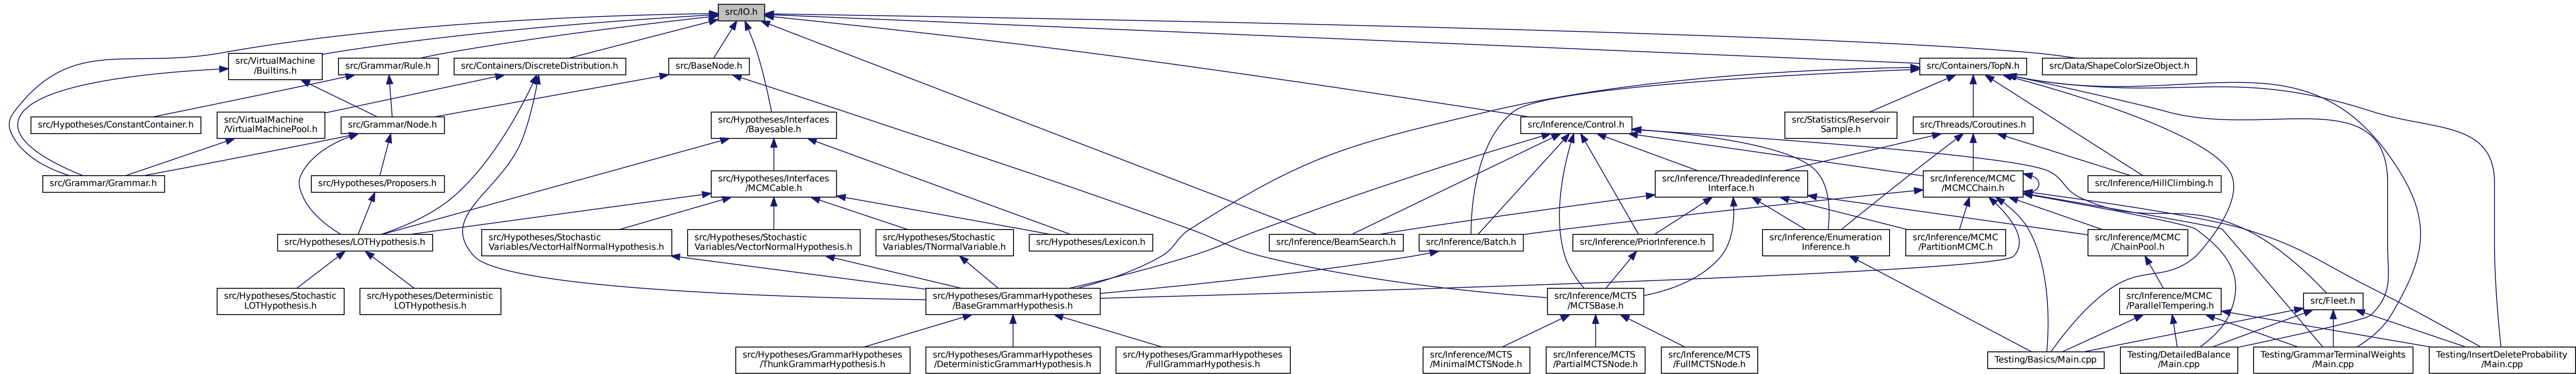 src/IO.h
src/VirtualMachine
/Builtins.h
src/Grammar/Rule.h
src/Containers/DiscreteDistribution.h
src/BaseNode.h
src/Containers/TopN.h
src/Data/ShapeColorSizeObject.h
src/Hypotheses/ConstantContainer.h
src/VirtualMachine
/VirtualMachinePool.h
src/Grammar/Node.h
src/Hypotheses/Interfaces
/Bayesable.h
src/Inference/Control.h
src/Statistics/Reservoir
Sample.h
src/Threads/Coroutines.h
src/Grammar/Grammar.h
src/Hypotheses/Proposers.h
src/Hypotheses/Interfaces
/MCMCable.h
src/Inference/ThreadedInference
Interface.h
src/Inference/MCMC
/MCMCChain.h
src/Inference/HillClimbing.h
src/Hypotheses/LOTHypothesis.h
src/Hypotheses/Stochastic
Variables/VectorHalfNormalHypothesis.h
src/Hypotheses/Stochastic
Variables/VectorNormalHypothesis.h
src/Hypotheses/Stochastic
Variables/TNormalVariable.h
src/Hypotheses/Lexicon.h
src/Inference/BeamSearch.h
src/Inference/Batch.h
src/Inference/PriorInference.h
src/Inference/Enumeration
Inference.h
src/Inference/MCMC
/PartitionMCMC.h
src/Inference/MCMC
/ChainPool.h
src/Hypotheses/Stochastic
LOTHypothesis.h
src/Hypotheses/Deterministic
LOTHypothesis.h
src/Hypotheses/GrammarHypotheses
/BaseGrammarHypothesis.h
src/Inference/MCTS
/MCTSBase.h
src/Inference/MCMC
/ParallelTempering.h
src/Fleet.h
src/Hypotheses/GrammarHypotheses
/ThunkGrammarHypothesis.h
src/Hypotheses/GrammarHypotheses
/DeterministicGrammarHypothesis.h
src/Hypotheses/GrammarHypotheses
/FullGrammarHypothesis.h
src/Inference/MCTS
/MinimalMCTSNode.h
src/Inference/MCTS
/PartialMCTSNode.h
src/Inference/MCTS
/FullMCTSNode.h
Testing/Basics/Main.cpp
Testing/DetailedBalance
/Main.cpp
Testing/GrammarTerminalWeights
/Main.cpp
Testing/InsertDeleteProbability
/Main.cpp